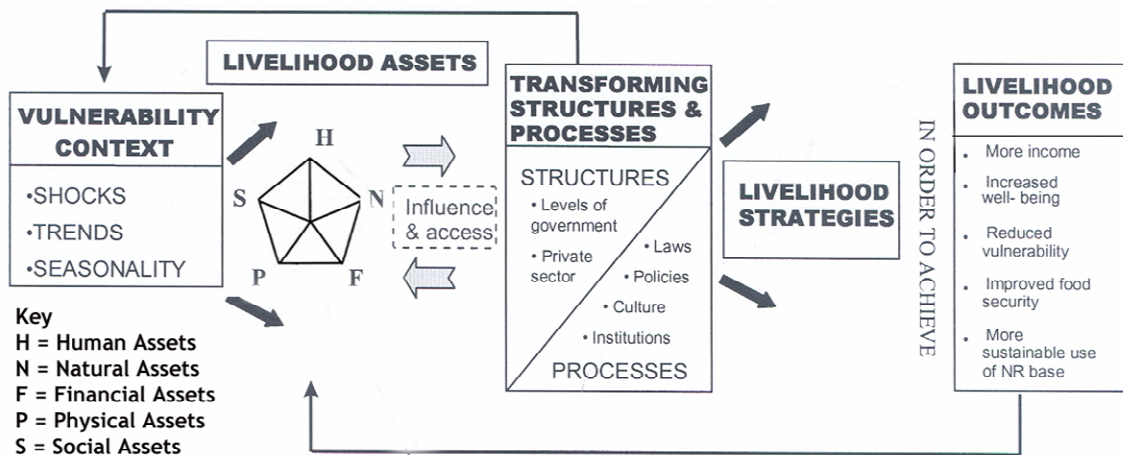 LIVELIHOOD ASSETS
VULNERABILITY
CONTEXT
•SHOCKS
•TRENDS
•SEASONALITY
H
S
N
P
F
Influence
& access
TRANSFORMING
STRUCTURES &
PROCESSES
STRUCTURES
• Levels of
government
• Private
sector
• Laws
• Policies
• Culture
• Institutions
PROCESSES
LIVELIHOOD
STRATEGIES
IN ORDER TO ACHIEVE
LIVELIHOOD
OUTCOMES
• More income
• Increased
well- being
• Reduced
vulnerability
• Improved food
security
• More
sustainable use
of NR base
Key
H = Human Assets
N = Natural Assets
F = Financial Assets
P = Physical Assets
S = Social Assets